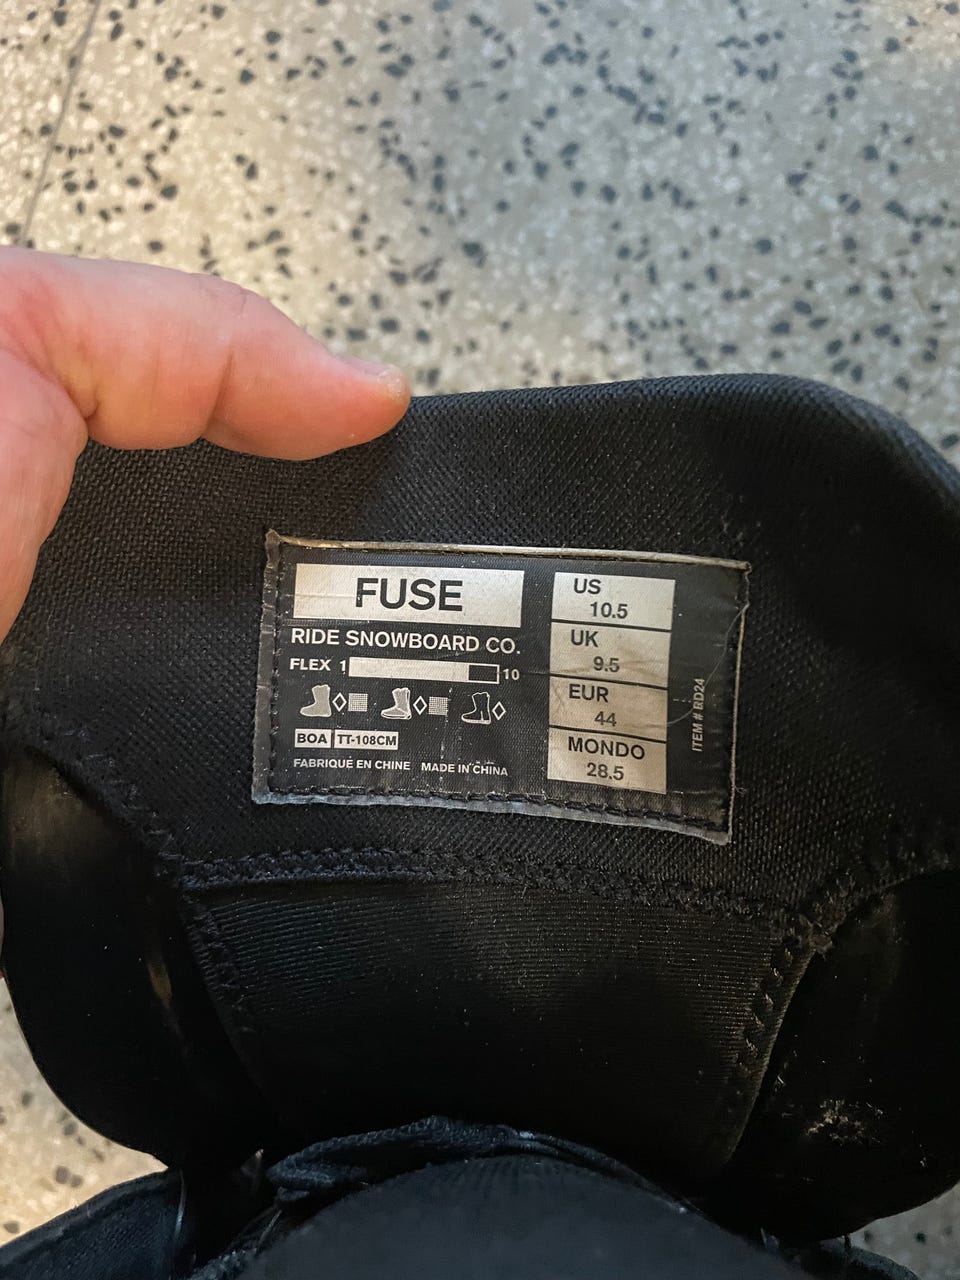 FUSE
RIDE SNOWBOARD CO.
FLEX 1 10
BOA TT-108CM
FABRIQUÉ EN CHINE MADE IN CHINA
US
10.5
UK
9.5
EUR
44
MONDO
28.5
ITEM # RD24